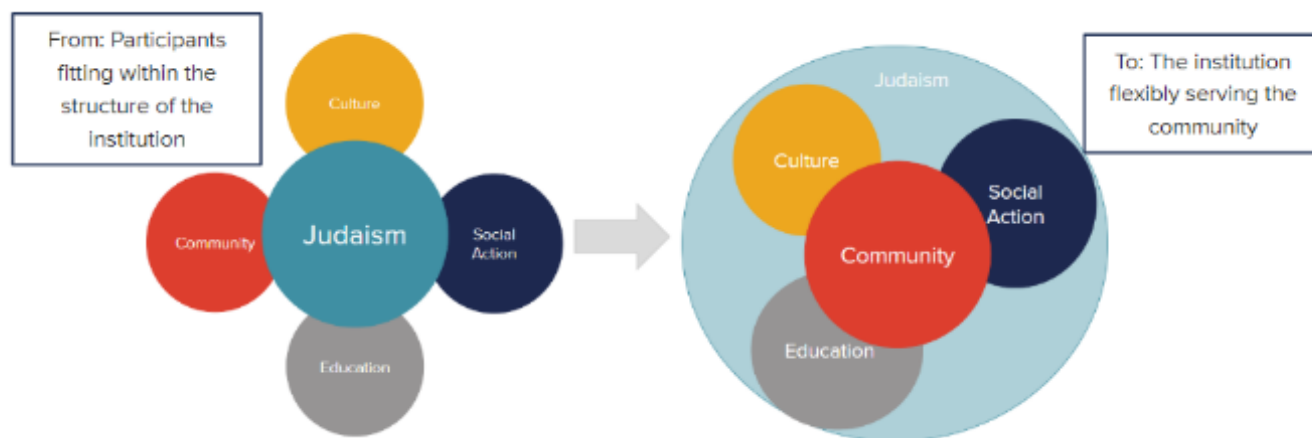 From: Participants
fitting within the
structure of the
institution
Culture
Community
Judaism
Social
Action
Education
Judaism
Culture
Social
Action
Community
Education
To: The institution
flexibly serving the
community